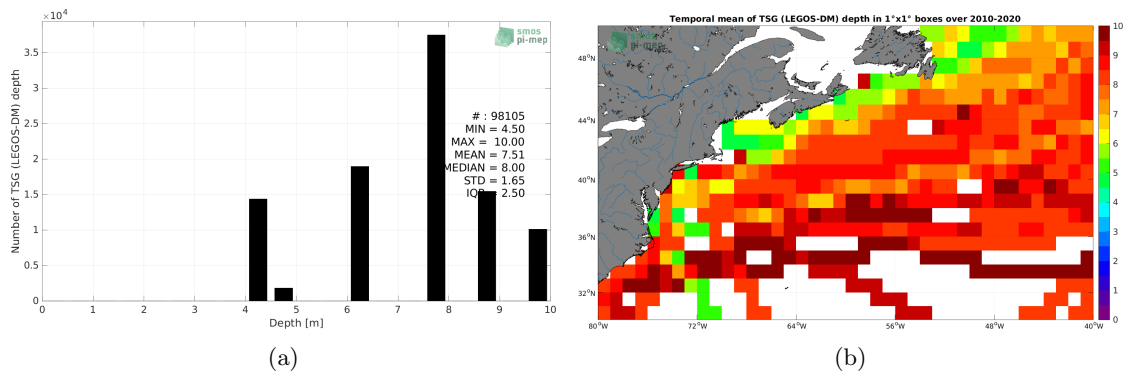 ×10⁴
3.5
3
2.5
2
1.5
1
0.5
0
0 1 2 3 4 5 6 7 8 9 10
Number of TSG (LEGOS-DM) depth
Depth [m]
smos
pi-mep
# : 98105
MIN = 4.50
MAX = 10.00
MEAN = 7.51
MEDIAN = 8.00
STD = 1.65
IQR = 2.50
(a)
Temporal mean of TSG (LEGOS-DM) depth in 1°x1° boxes over 2010-2020
smos
pi-mep
48°N
44°N
40°N
36°N
32°N
80°W 72°W 64°W 56°W 48°W 40°W
10
9
8
7
6
5
4
3
2
1
0
(b)